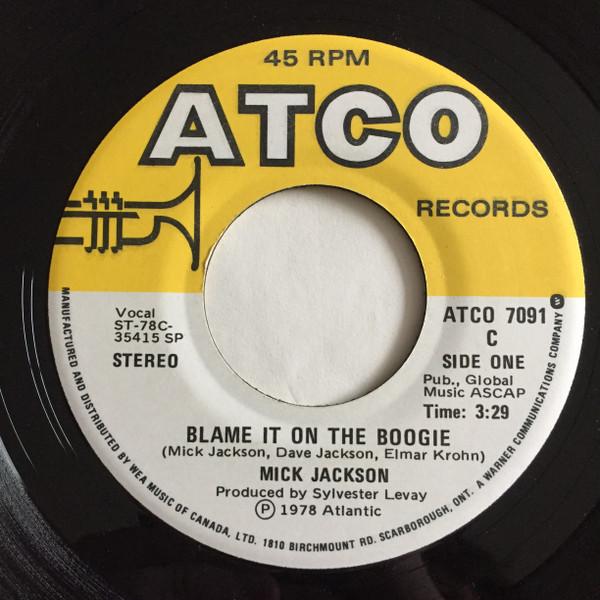 45 RPM
ATCO
RECORDS
Vocal
ST-78C-
35415 SP
STEREO
ATCO 7091
C
SIDE ONE
Pub., Global
Music ASCAP
Time: 3:29
BLAME IT ON THE BOOGIE
(Mick Jackson, Dave Jackson, Elmar Krohn)
MICK JACKSON
Produced by Sylvester Levay
℗ 1978 Atlantic
MANUFACTURED AND DISTRIBUTED BY WEA MUSIC OF CANADA, LTD. 1810 BIRCHMOUNT RD. SCARBOROUGH, ONT. A WARNER COMMUNICATIONS COMPANY W